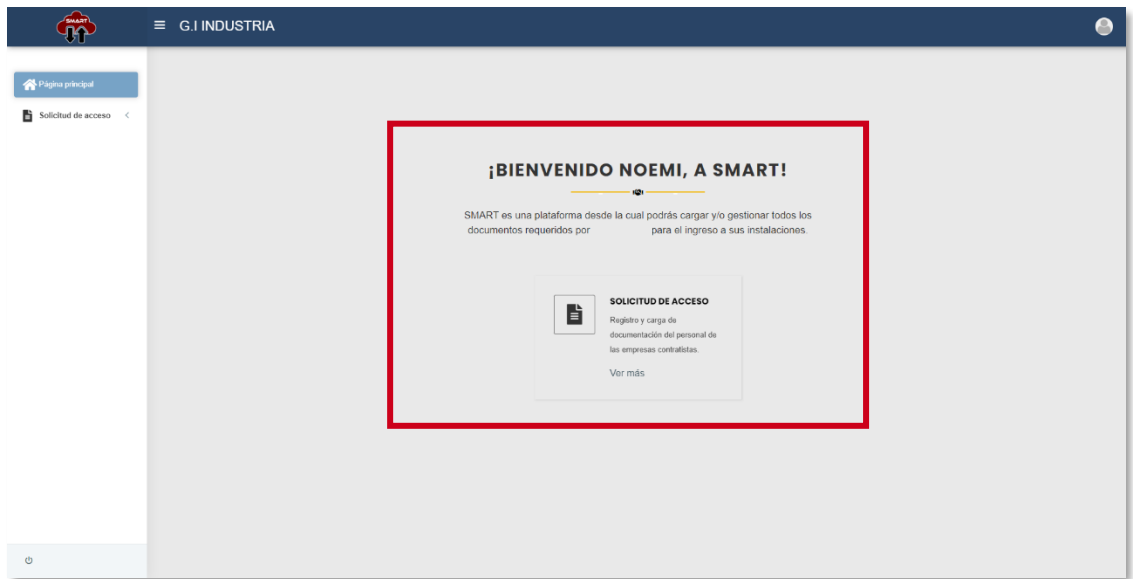 SMART
G.I INDUSTRIA
Página principal
Solicitud de acceso
¡BIENVENIDO NOEMI, A SMART!
SMART es una plataforma desde la cual podrás cargar y/o gestionar todos los
documentos requeridos por para el ingreso a sus instalaciones.
SOLICITUD DE ACCESO
Registro y carga de
documentación del personal de
las empresas contratistas.
Ver más